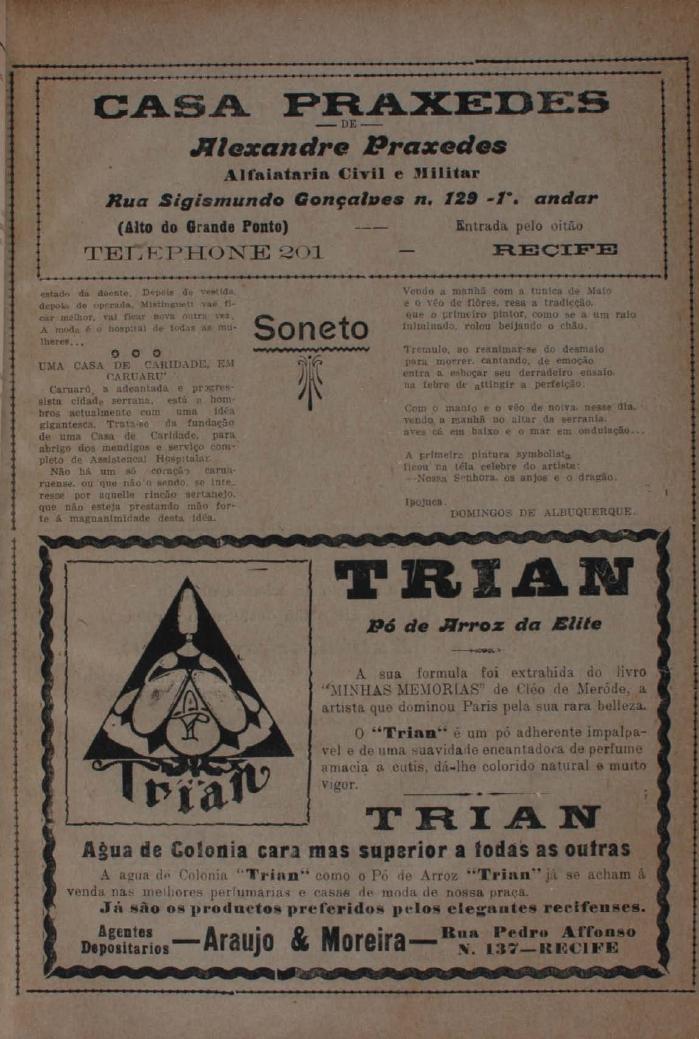 CASA PRAXEDES
— DE —
Alexandre Praxedes
Alfaiataria Civil e Militar
Rua Sigismundo Gonçalves n. 129 -1°. andar
(Alto do Grande Ponto) —— Entrada pelo oitão
TELEPHONE 201 — RECIFE
estado da doente. Depois de vestida,
depois de operada, Mistinguett vae fi-
car melhor, vai ficar nova outra vez.
A moda é o hospital de todas as mu-
lheres...
O O O
UMA CASA DE CARIDADE, EM
CARUARU'
Caruarú, a adeantada e progres-
sista cidade serrana, está a hom-
bros actualmente com uma idéa
gigantesca. Trata-se da fundação
de uma Casa de Caridade, para
abrigo dos mendigos e serviço com-
pleto de Assistencal Hospitalar.
Não há um só coração carua-
ruense, ou que não o sendo, se inte-
resse por aquelle rincão sertanejo,
que não esteja prestando mão for-
te á magnanimidade desta idéa.
Soneto
Vendo a manhã com a tunica de Maio
e o véo de flôres, resa a tradicção,
que o primeiro pintor, como se a um raio
fulminado, rolou beijando o chão.
Tremulo, ao reanimar-se do desmaio
para morrer, cantando, de emoção,
entra a esboçar seu derradeiro ensaio,
na febre de attingir a perfeição.
Com o manto e o véo de noiva, nesse dia,
vendo a manhã no altar da serrania,
aves cá em baixo e o mar em ondulação...
A primeira pintura symbolista
ficou na téla celebre do artista:
—Nossa Senhora, os anjos e o dragão.
Ipojuca.
DOMINGOS DE ALBUQUERQUE.
Trian
TRIAN
Pó de Arroz da Elite
A sua formula foi extrahida do livro
"MINHAS MEMORIAS" de Cléo de Meróde, a
artista que dominou Paris pela sua rara belleza.
O "Trian" é um pó adherente impalpa-
vel e de uma suavidade encantadora de perfume
amacia a cutis, dá-lhe colorido natural e muito
vigor.
TRIAN
Agua de Colonia cara mas superior a todas as outras
A agua de Colonia "Trian" como o Pó de Arroz "Trian" já se acham á
venda nas melhores perfumarias e casas de moda de nossa praça.
Já são os productos preferidos pelos elegantes recifenses.
Agentes Depositarios —Araujo & Moreira— Rua Pedro Affonso
N. 137—RECIFE